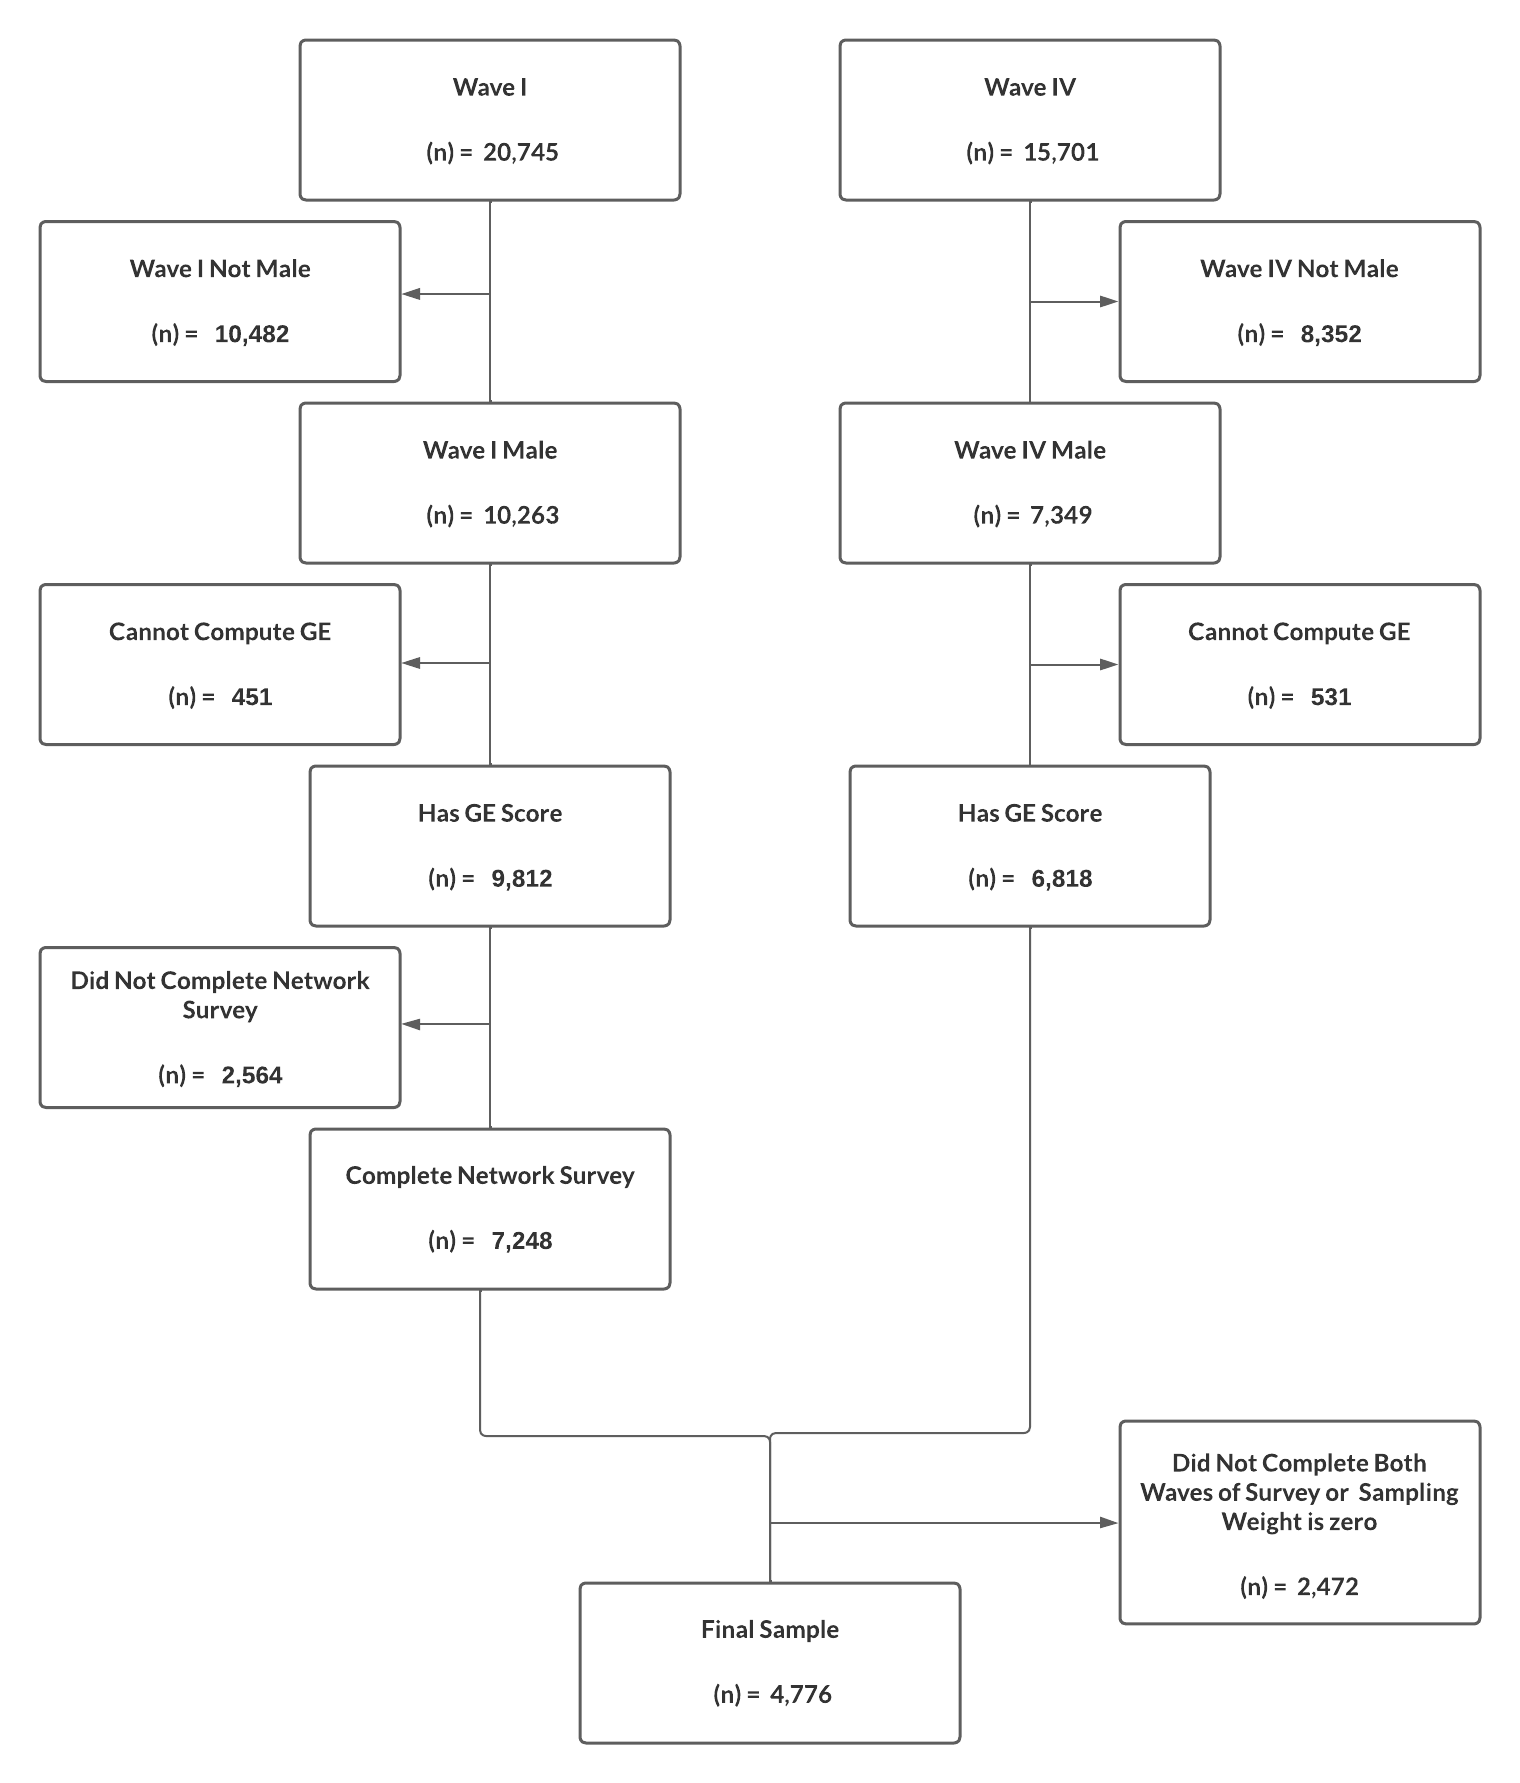 Wave I
(n) = 20,745
Wave IV
(n) = 15,701
Wave I Not Male
(n) = 10,482
Wave IV Not Male
(n) = 8,352
Wave I Male
(n) = 10,263
Wave IV Male
(n) = 7,349
Cannot Compute GE
(n) = 451
Cannot Compute GE
(n) = 531
Has GE Score
(n) = 9,812
Has GE Score
(n) = 6,818
Did Not Complete Network
Survey
(n) = 2,564
Complete Network Survey
(n) = 7,248
Did Not Complete Both
Waves of Survey or Sampling
Weight is zero
(n) = 2,472
Final Sample
(n) = 4,776